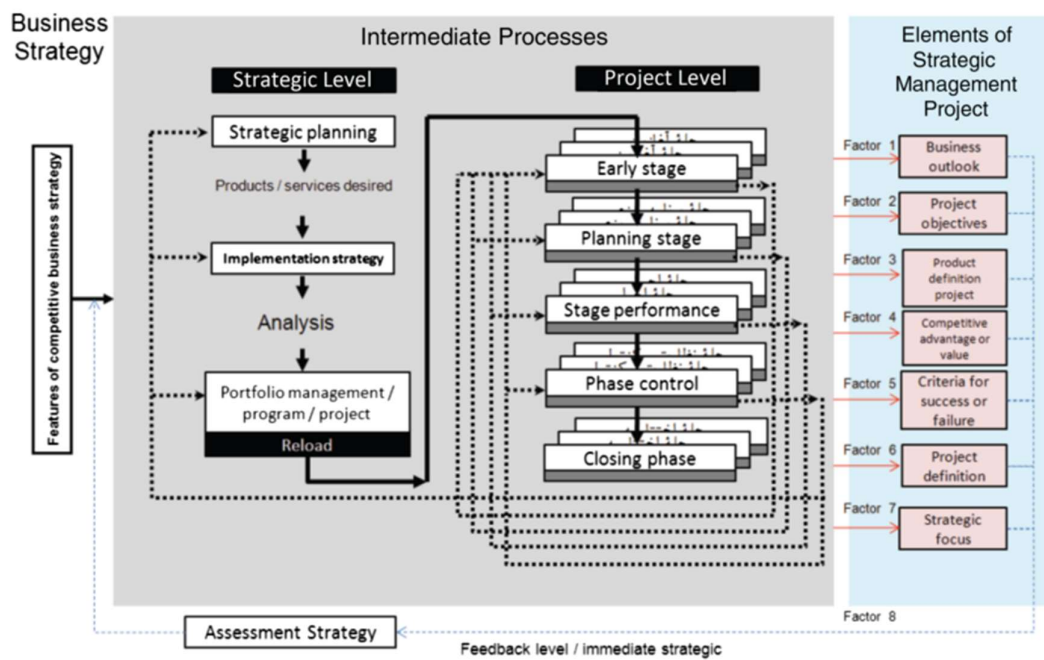 Business
Strategy
Features of competitive business strategy
Intermediate Processes
Strategic Level
Strategic planning
Products / services desired
Implementation strategy
Analysis
Portfolio management /
program / project
Reload
Project Level
Early stage
Planning stage
Stage performance
Phase control
Closing phase
Elements of
Strategic
Management
Project
Factor 1
Business
outlook
Factor 2
Project
objectives
Factor 3
Product
definition
project
Factor 4
Competitive
advantage or
value
Factor 5
Criteria for
success or
failure
Factor 6
Project
definition
Factor 7
Strategic
focus
Factor 8
Assessment Strategy
Feedback level / immediate strategic